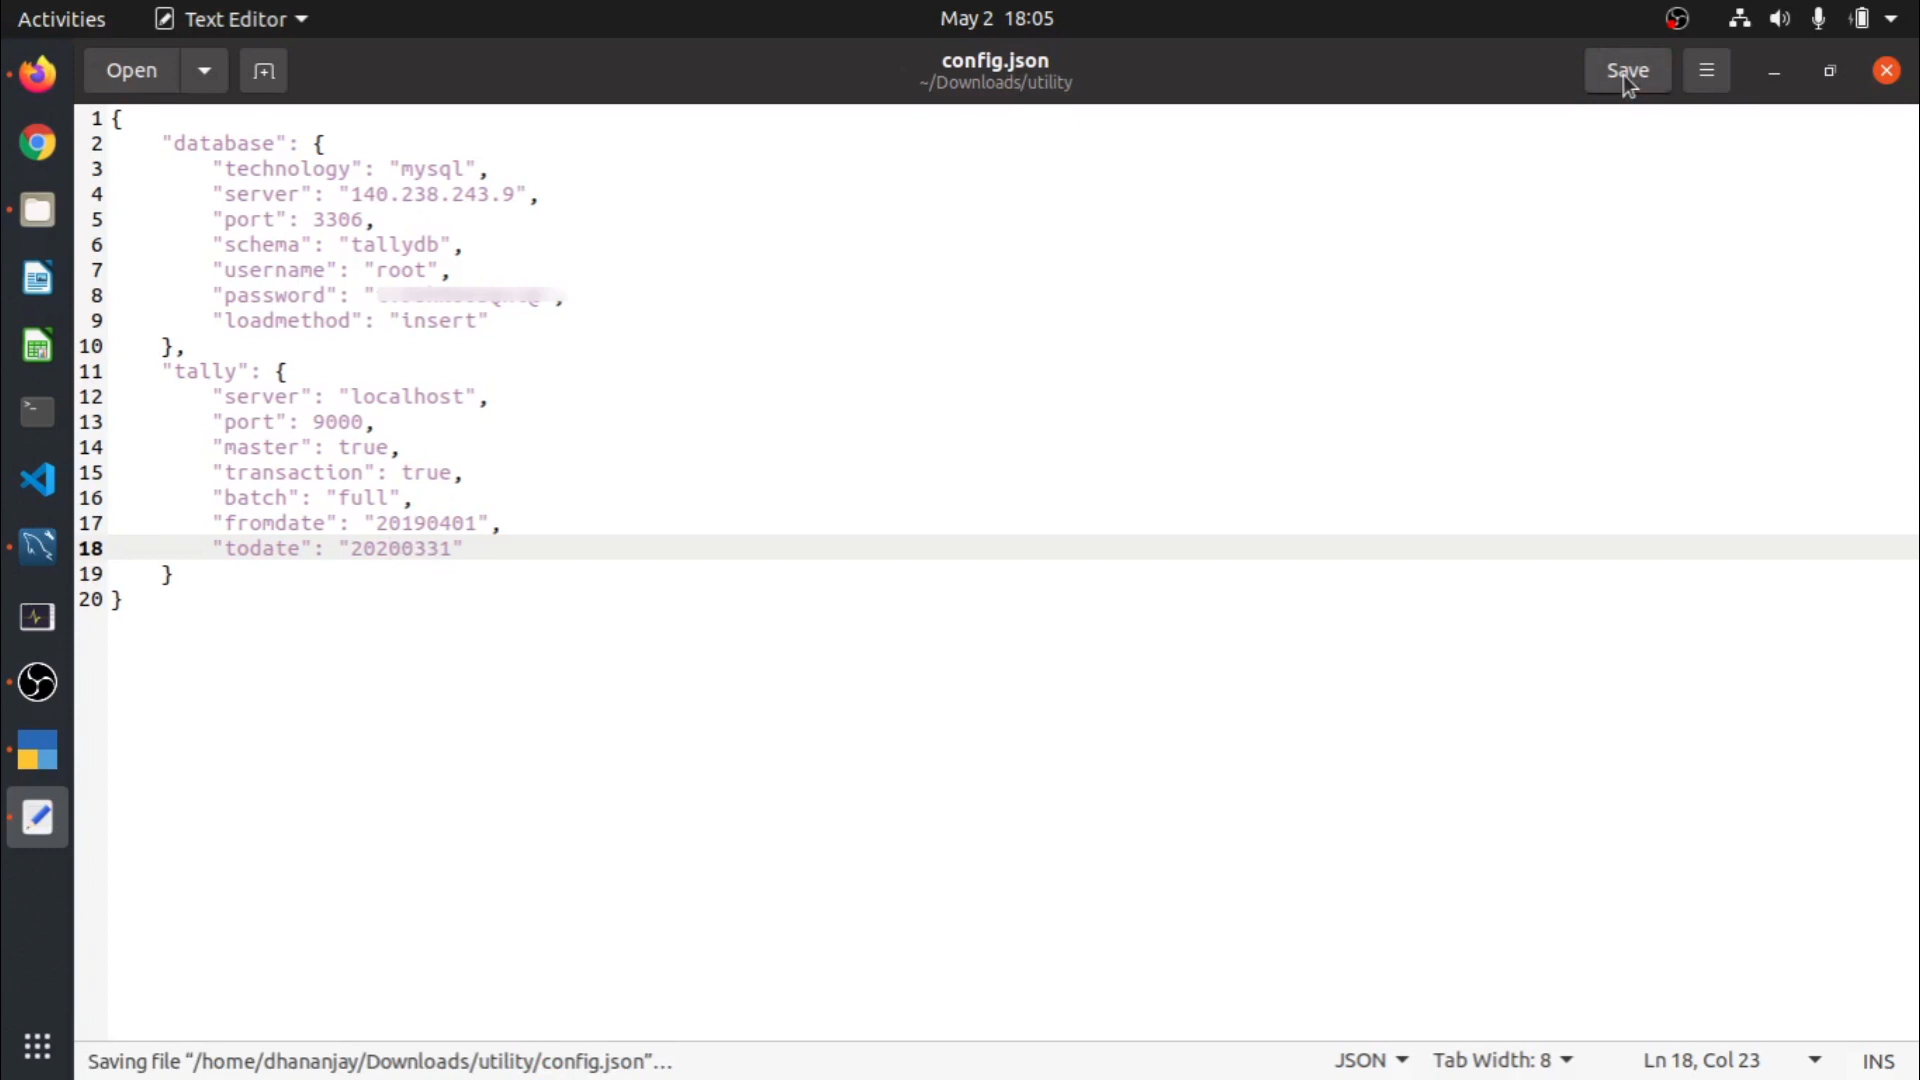 Activities Text Editor May 2 18:05
Open config.json Save
~/Downloads/utility
1 {
2 "database": {
3 "technology": "mysql",
4 "server": "140.238.243.9",
5 "port": 3306,
6 "schema": "tallydb",
7 "username": "root",
8 "password": " ",
9 "loadmethod": "insert"
10 },
11 "tally": {
12 "server": "localhost",
13 "port": 9000,
14 "master": true,
15 "transaction": true,
16 "batch": "full",
17 "fromdate": "20190401",
18 "todate": "20200331"
19 }
20 }
Saving file “/home/dhananjay/Downloads/utility/config.json”… JSON Tab Width: 8 Ln 18, Col 23 INS